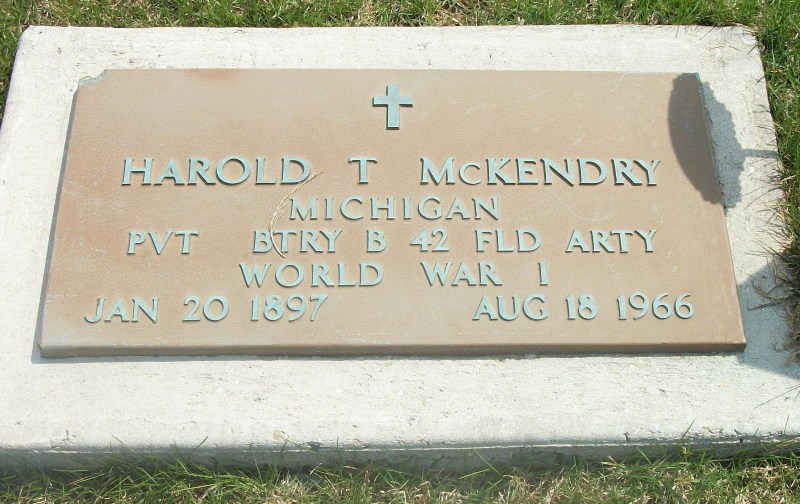 HAROLD T McKENDRY
MICHIGAN
PVT BTRY B 42 FLD ARTY
WORLD WAR I
JAN 20 1897 AUG 18 1966